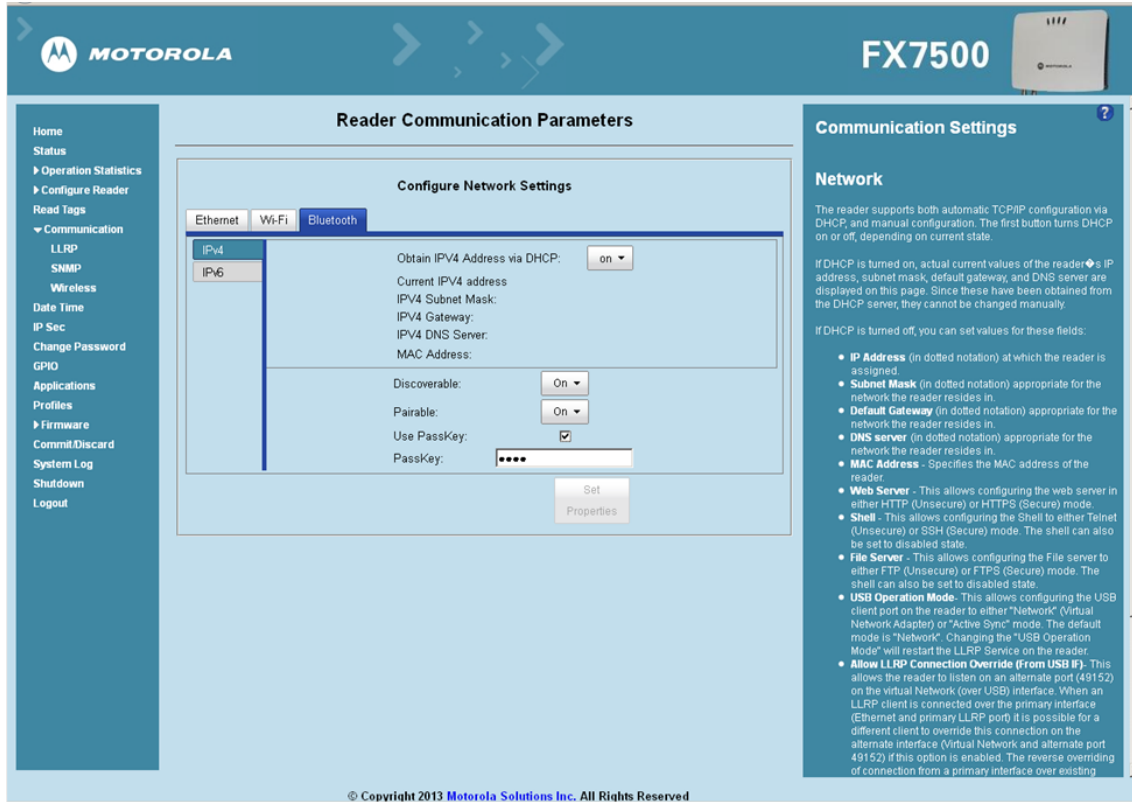 MOTOROLA
FX7500
MOTOROLA
Home
Status
Operation Statistics
Configure Reader
Read Tags
Communication
LLRP
SNMP
Wireless
Date Time
IP Sec
Change Password
GPIO
Applications
Profiles
Firmware
Commit/Discard
System Log
Shutdown
Logout
Reader Communication Parameters
Configure Network Settings
Ethernet
Wi-Fi
Bluetooth
IPv4
IPv6
Obtain IPV4 Address via DHCP: on
Current IPV4 address
IPV4 Subnet Mask:
IPV4 Gateway:
IPV4 DNS Server:
MAC Address:
Discoverable: On
Pairable: On
Use PassKey:
PassKey: ●●●●
Set
Properties
?
Communication Settings
Network
The reader supports both automatic TCP/IP configuration via
DHCP, and manual configuration. The first button turns DHCP
on or off, depending on current state.
If DHCP is turned on, actual current values of the reader�s IP
address, subnet mask, default gateway, and DNS server are
displayed on this page. Since these have been obtained from
the DHCP server, they cannot be changed manually.
If DHCP is turned off, you can set values for these fields:
● IP Address (in dotted notation) at which the reader is
assigned.
● Subnet Mask (in dotted notation) appropriate for the
network the reader resides in.
● Default Gateway (in dotted notation) appropriate for the
network the reader resides in.
● DNS server (in dotted notation) appropriate for the
network the reader resides in.
● MAC Address - Specifies the MAC address of the
reader.
● Web Server - This allows configuring the web server in
either HTTP (Unsecure) or HTTPS (Secure) mode.
● Shell - This allows configuring the Shell to either Telnet
(Unsecure) or SSH (Secure) mode. The shell can also
be set to disabled state.
● File Server - This allows configuring the File server to
either FTP (Unsecure) or FTPS (Secure) mode. The
shell can also be set to disabled state.
● USB Operation Mode- This allows configuring the USB
client port on the reader to either "Network" (Virtual
Network Adapter) or "Active Sync" mode. The default
mode is "Network". Changing the "USB Operation
Mode" will restart the LLRP Service on the reader.
● Allow LLRP Connection Override (From USB IF)- This
allows the reader to listen on an alternate port (49152)
on the virtual Network (over USB) interface. When an
LLRP client is connected over the primary interface
(Ethernet and primary LLRP port) it is possible for a
different client to override this connection on the
alternate interface (Virtual Network and alternate port
49152) if this option is enabled. The reverse overriding
of connection from a primary interface over existing
© Copyright 2013 Motorola Solutions Inc. All Rights Reserved